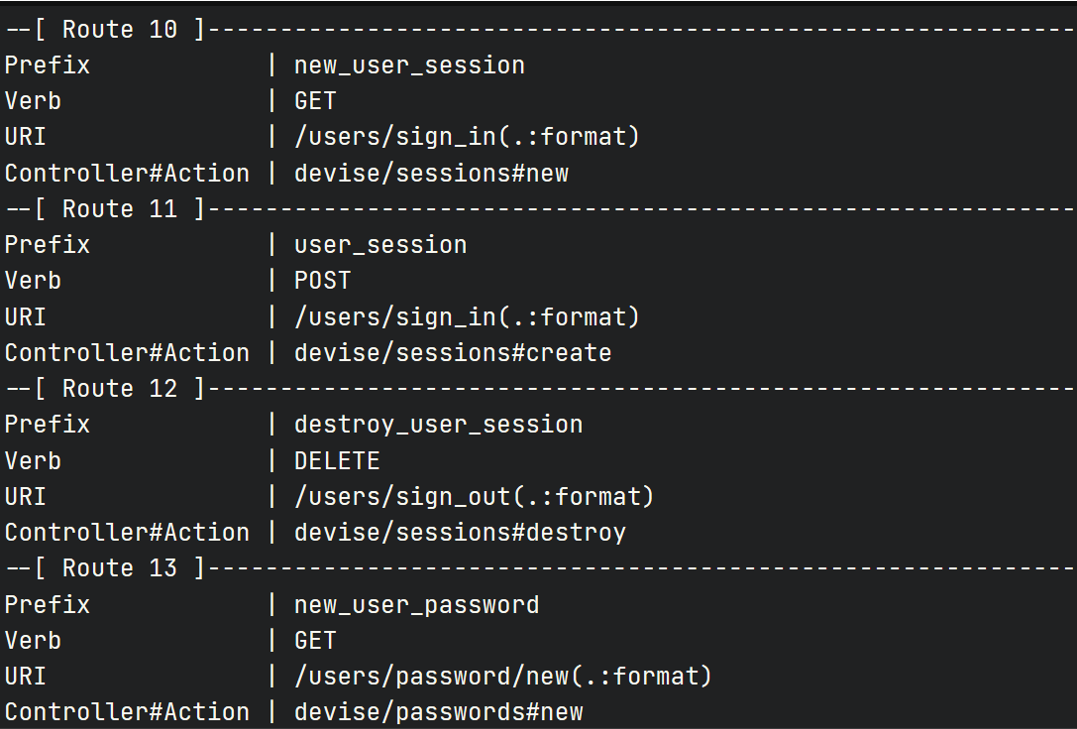 --[ Route 10 ]------------------------------------------------------------
Prefix            | new_user_session
Verb              | GET
URI               | /users/sign_in(.:format)
Controller#Action | devise/sessions#new
--[ Route 11 ]------------------------------------------------------------
Prefix            | user_session
Verb              | POST
URI               | /users/sign_in(.:format)
Controller#Action | devise/sessions#create
--[ Route 12 ]------------------------------------------------------------
Prefix            | destroy_user_session
Verb              | DELETE
URI               | /users/sign_out(.:format)
Controller#Action | devise/sessions#destroy
--[ Route 13 ]------------------------------------------------------------
Prefix            | new_user_password
Verb              | GET
URI               | /users/password/new(.:format)
Controller#Action | devise/passwords#new